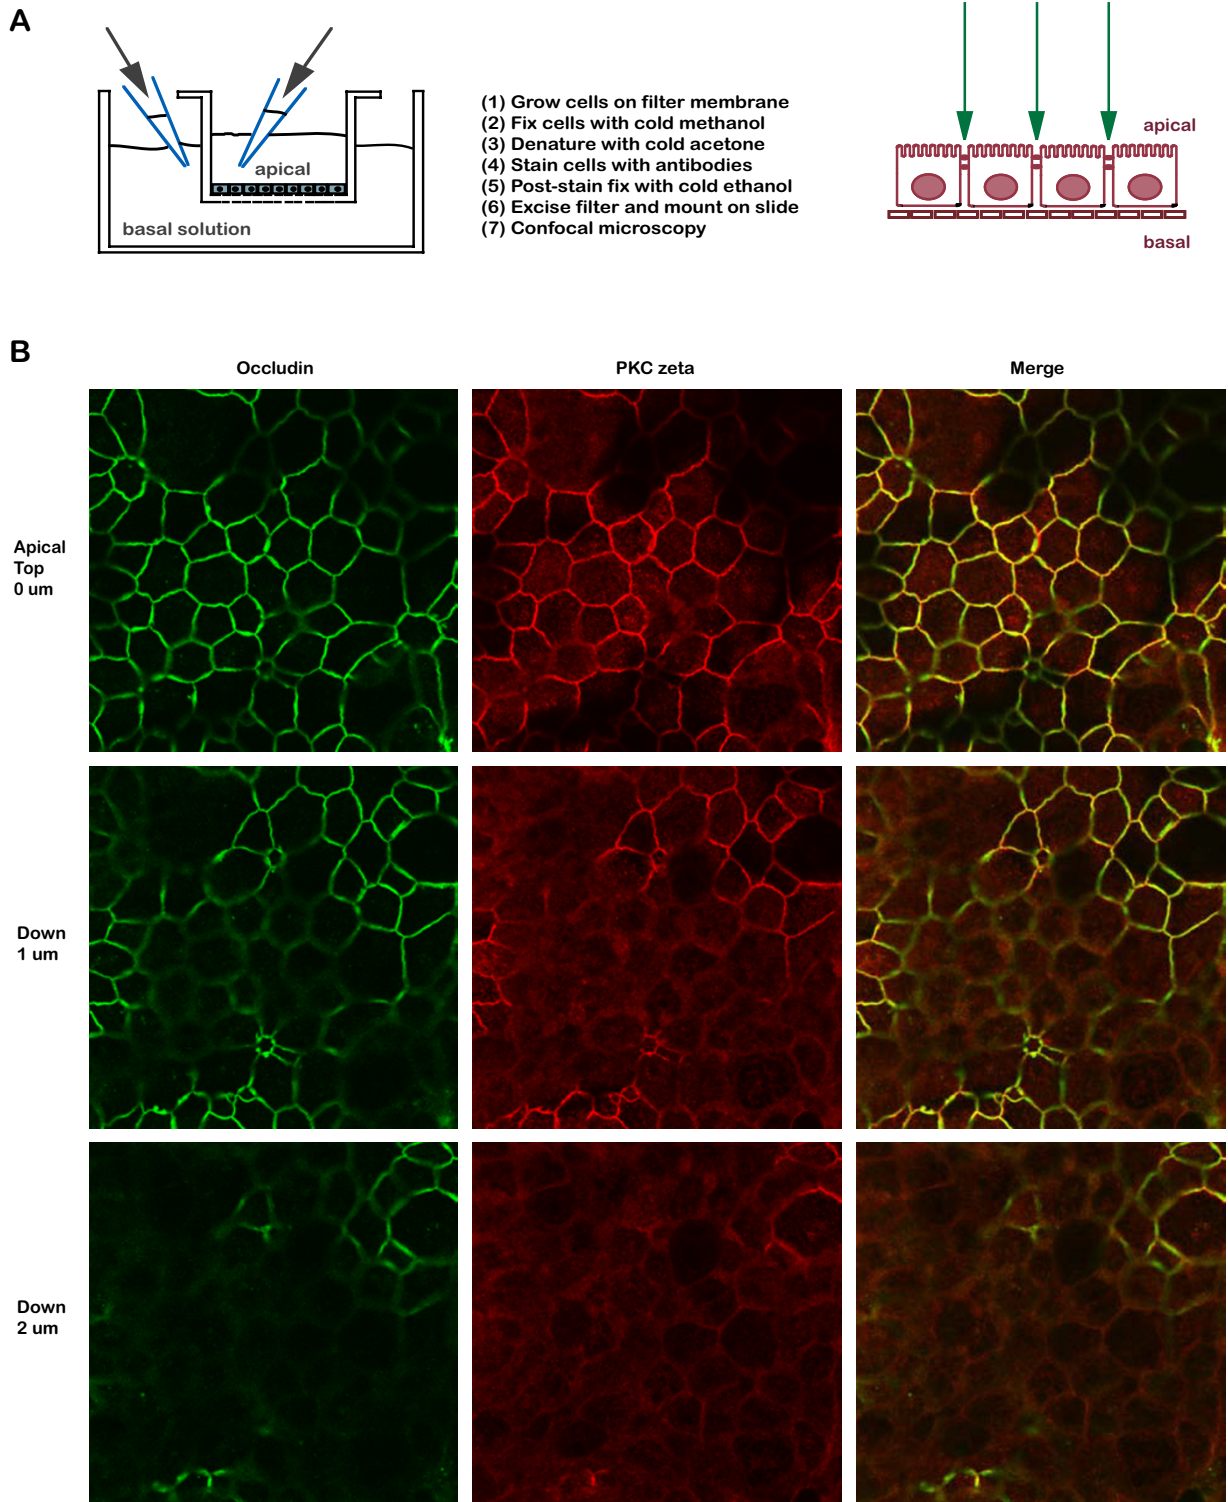 A
(1) Grow cells on filter membrane
(2) Fix cells with cold methanol
(3) Denature with cold acetone
(4) Stain cells with antibodies
(5) Post-stain fix with cold ethanol
(6) Excise filter and mount on slide
(7) Confocal microscopy
apical
basal solution
apical
basal
B
Occludin
PKC zeta
Merge
Apical
Top
0 um
Down
1 um
Down
2 um